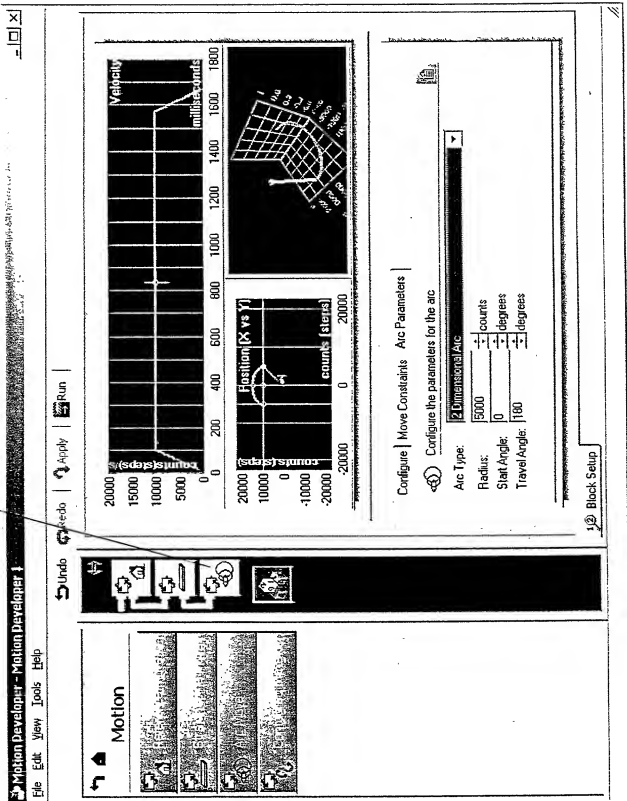 Motion Developer - Motion Developer 1
File Edit View Tools Help
Undo Redo Apply Run
Motion
Velocity
counts(steps)/s
20000
15000
10000
5000
0
0 200 400 600 800 1000 1200 1400 1600 1800
milliseconds
Position (X vs Y)
counts(steps)
20000
10000
0
-10000
-20000
-20000 0 20000
counts (steps)
Configure Move Constraints Arc Parameters
Configure the parameters for the arc
Arc Type: 2 Dimensional Arc
Radius: 5000 counts
Start Angle: 0 degrees
Travel Angle: 180 degrees
Block Setup